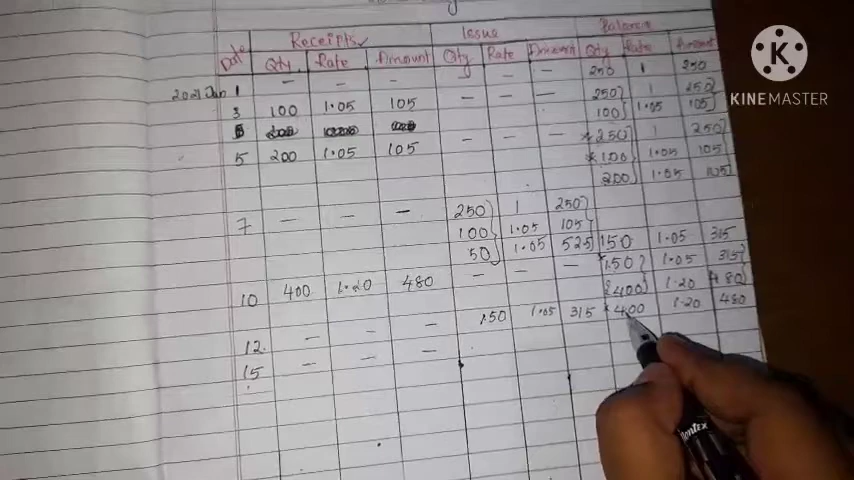 Receipts Issue Balance
Date Qty Rate Amount Qty Rate Amount Qty Rate Amount
2021 Jan 1 - - - - - 250 1 250
3 100 1.05 105 - - - 250 1 250
100 1.05 105
5 200 1.05 105 - - - *250 1 250
*100 1.05 105
200 1.05 105
7 - - - 250 1 250
100 1.05 105
50 1.05 525 150 1.05 315
10 400 1.20 480 - - - *150 1.05 315
400 1.20 480
12. - - - 150 1.05 315 *400 1.20 480
15 - - -
KINEMASTER
K
Pentex